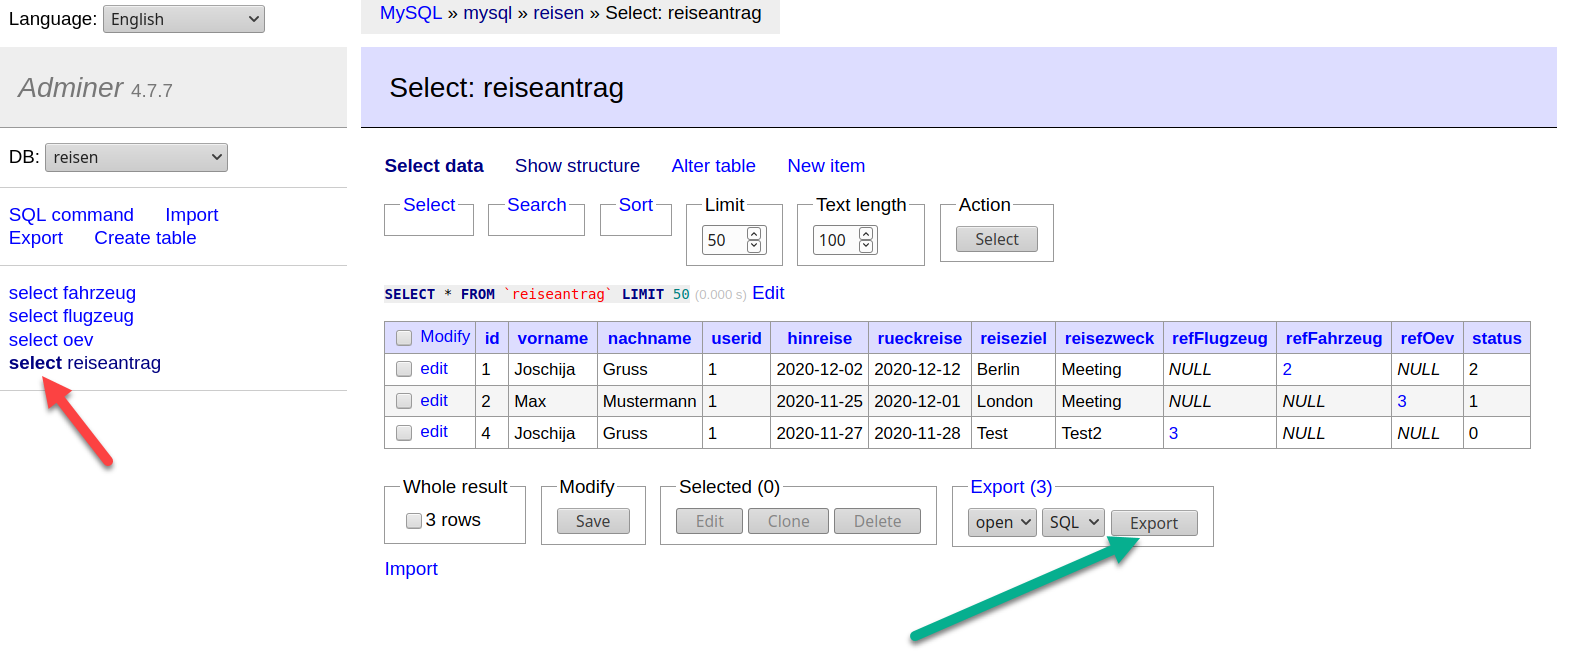 Language: English
MySQL » mysql » reisen » Select: reiseantrag
Adminer 4.7.7
Select: reiseantrag
DB: reisen
SQL command Import
Export Create table
select fahrzeug
select flugzeug
select oev
select reiseantrag
Select data Show structure Alter table New item
Select Search Sort Limit Text length Action
50 100 Select
SELECT * FROM `reiseantrag` LIMIT 50 (0.000 s) Edit
Modify id vorname nachname userid hinreise rueckreise reiseziel reisezweck refFlugzeug refFahrzeug refOev status
edit 1 Joschija Gruss 1 2020-12-02 2020-12-12 Berlin Meeting NULL 2 NULL 2
edit 2 Max Mustermann 1 2020-11-25 2020-12-01 London Meeting NULL NULL 3 1
edit 4 Joschija Gruss 1 2020-11-27 2020-11-28 Test Test2 3 NULL NULL 0
Whole result Modify Selected (0) Export (3)
3 rows Save Edit Clone Delete open SQL Export
Import